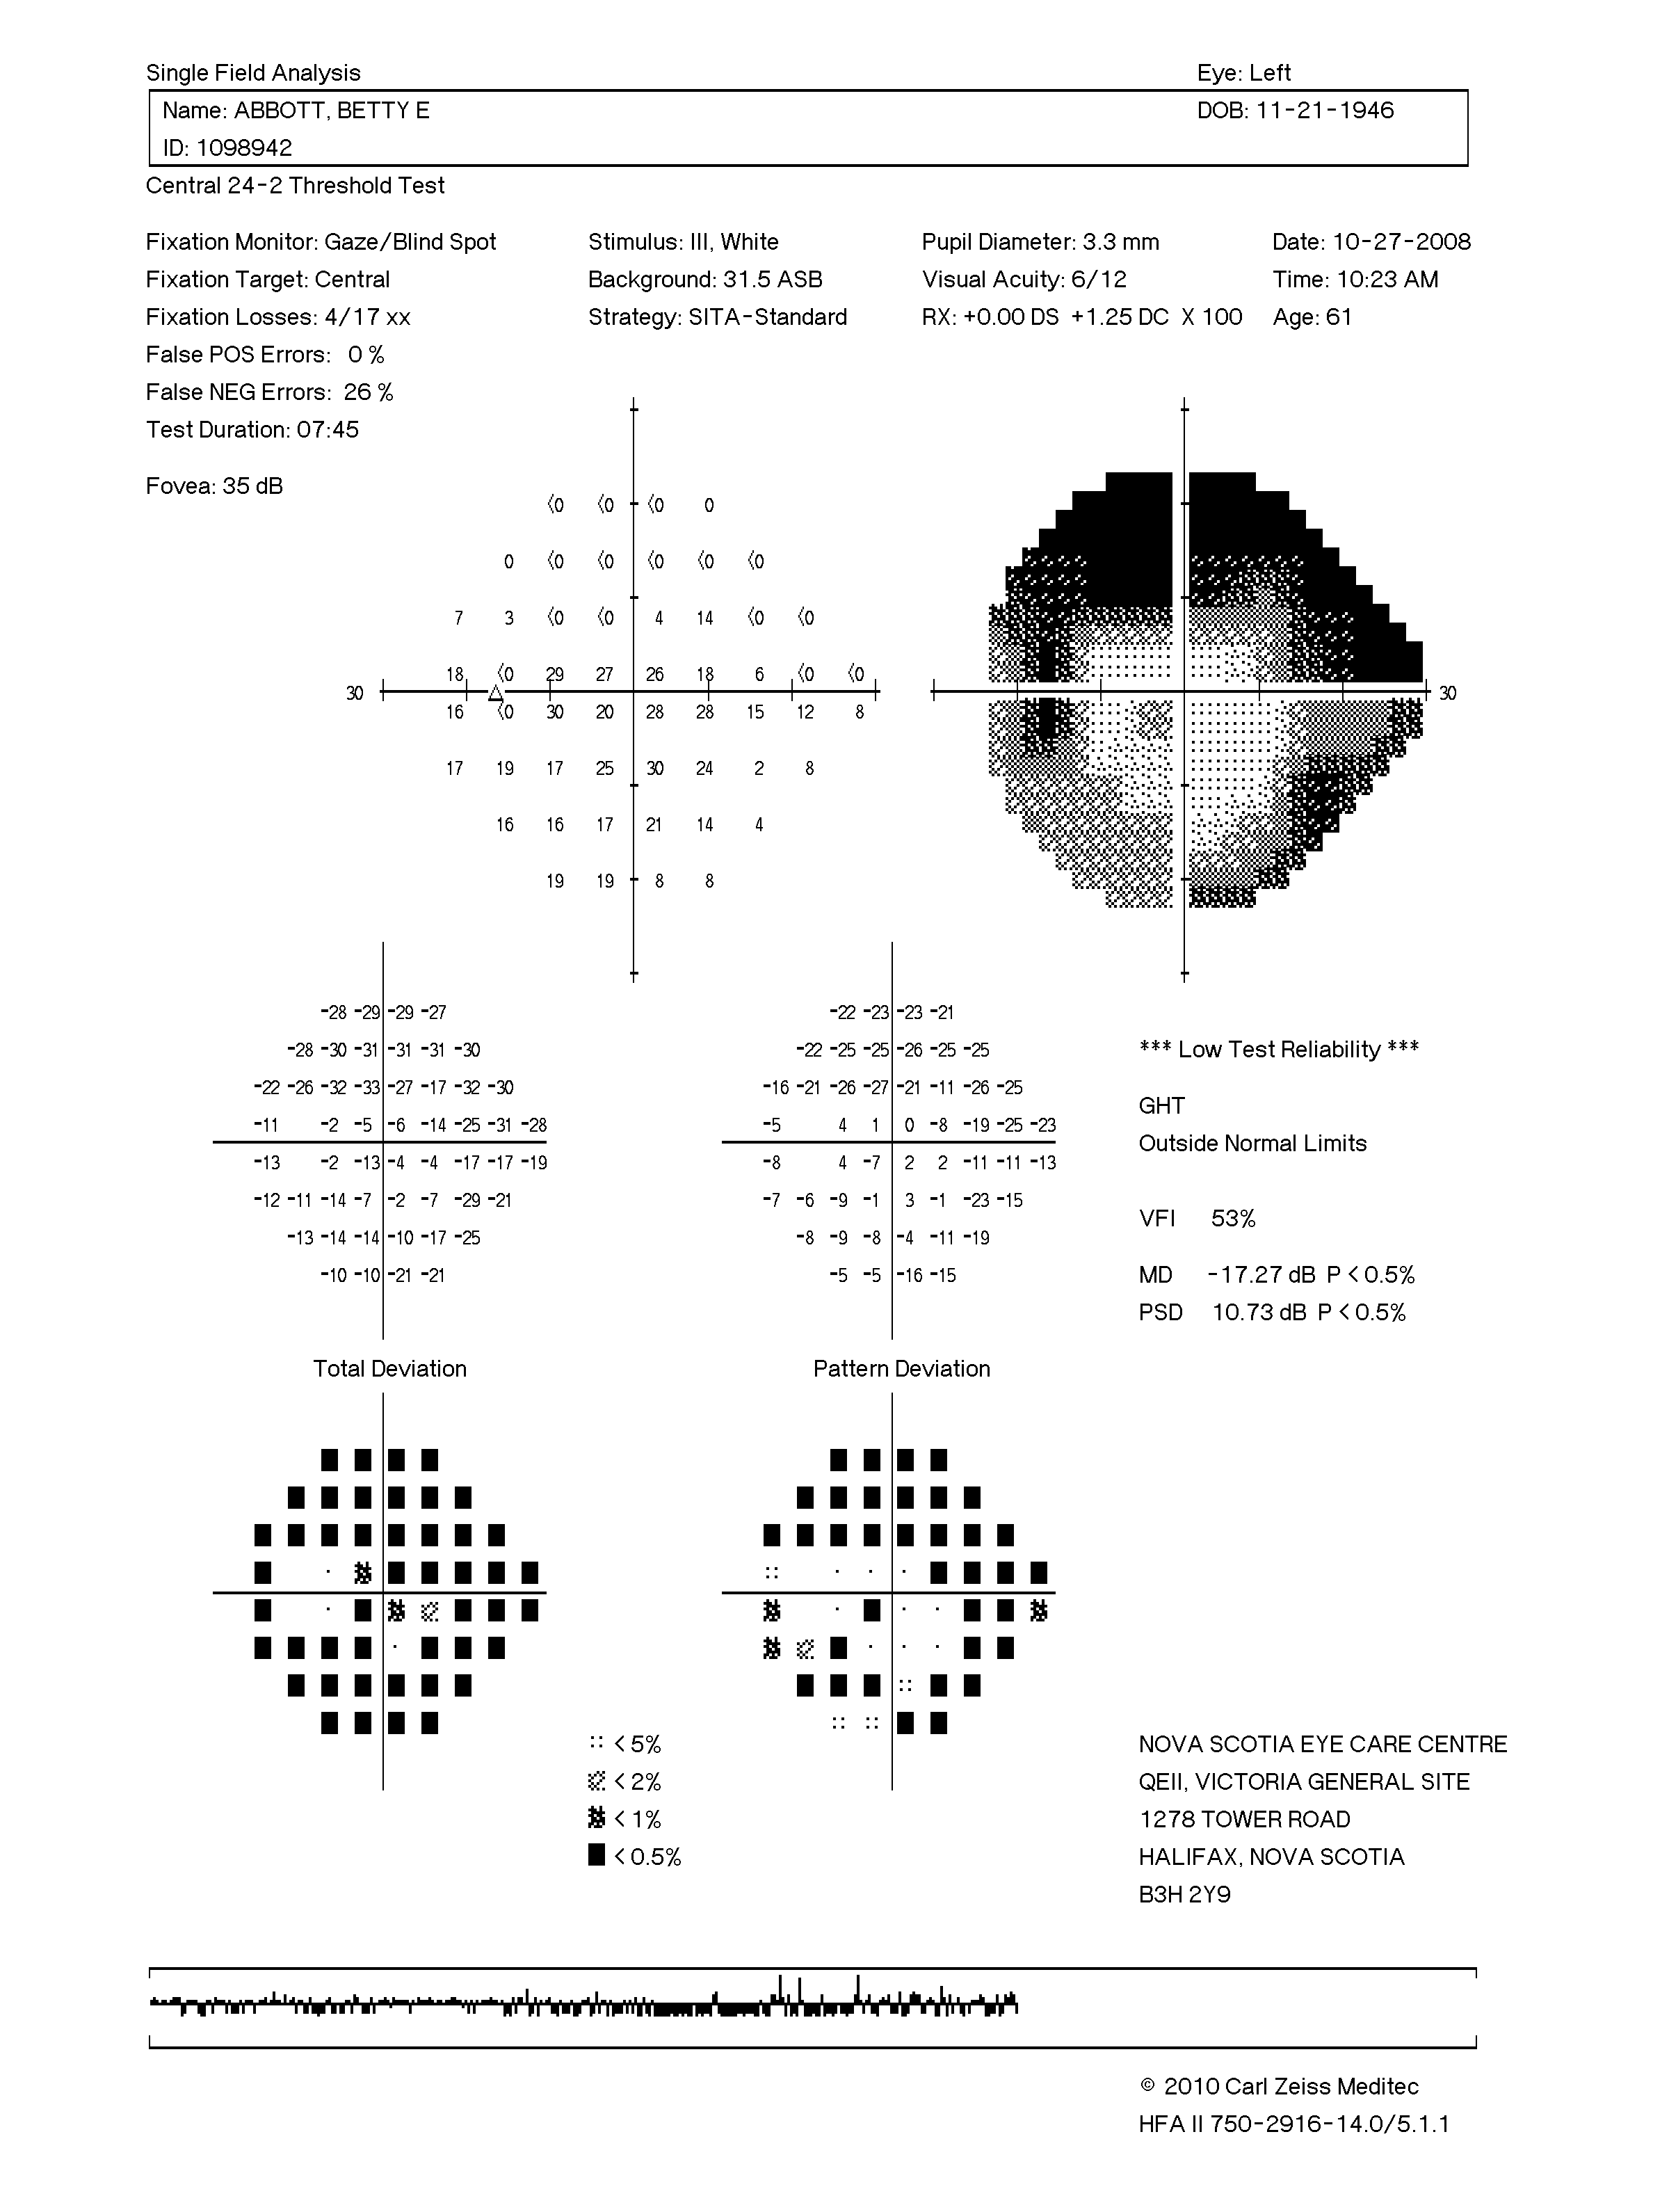 Single Field Analysis
Eye: Left
Name: ABBOTT, BETTY E
DOB: 11-21-1946
ID: 1098942
Central 24-2 Threshold Test
Fixation Monitor: Gaze/Blind Spot
Fixation Target: Central
Fixation Losses: 4/17 xx
False POS Errors: 0 %
False NEG Errors: 26 %
Test Duration: 07:45
Fovea: 35 dB
Stimulus: III, White
Background: 31.5 ASB
Strategy: SITA-Standard
Pupil Diameter: 3.3 mm
Visual Acuity: 6/12
RX: +0.00 DS +1.25 DC X 100
Date: 10-27-2008
Time: 10:23 AM
Age: 61
<0 <0 <0 0
0 <0 <0 <0 <0 <0
7 3 <0 <0 4 14 <0 <0
18 <0 29 27 26 18 6 <0 <0
30
16 <0 30 20 28 28 15 12 8
17 19 17 25 30 24 2 8
16 16 17 21 14 4
19 19 8 8
30
-28 -29 -29 -27
-28 -30 -31 -31 -31 -30
-22 -26 -32 -33 -27 -17 -32 -30
-11 -2 -5 -6 -14 -25 -31 -28
-13 -2 -13 -4 -4 -17 -17 -19
-12 -11 -14 -7 -2 -7 -29 -21
-13 -14 -14 -10 -17 -25
-10 -10 -21 -21
Total Deviation
-22 -23 -23 -21
-22 -25 -25 -26 -25 -25
-16 -21 -26 -27 -21 -11 -26 -25
-5 4 1 0 -8 -19 -25 -23
-8 4 -7 2 2 -11 -11 -13
-7 -6 -9 -1 3 -1 -23 -15
-8 -9 -8 -4 -11 -19
-5 -5 -16 -15
Pattern Deviation
*** Low Test Reliability ***
GHT
Outside Normal Limits
VFI 53%
MD -17.27 dB P < 0.5%
PSD 10.73 dB P < 0.5%
< 5%
< 2%
< 1%
< 0.5%
NOVA SCOTIA EYE CARE CENTRE
QEII, VICTORIA GENERAL SITE
1278 TOWER ROAD
HALIFAX, NOVA SCOTIA
B3H 2Y9
© 2010 Carl Zeiss Meditec
HFA II 750-2916-14.0/5.1.1